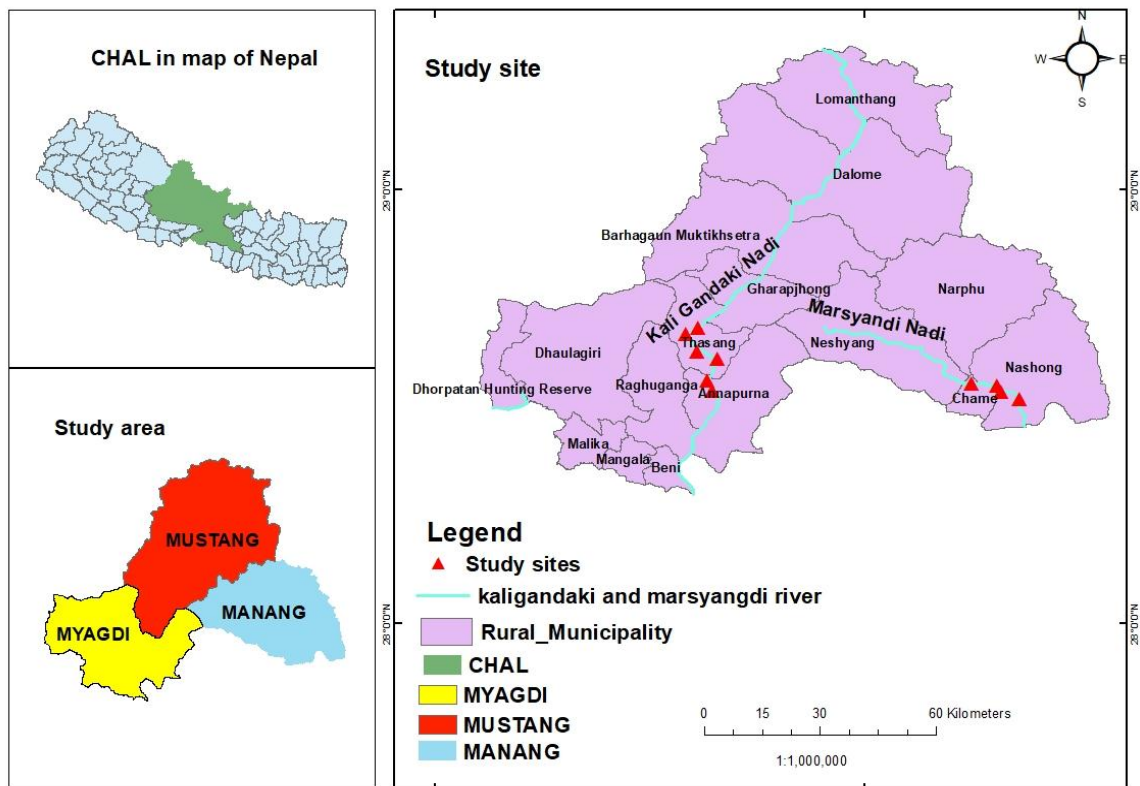 CHAL in map of Nepal
Study area
MUSTANG
MYAGDI
MANANG
Study site
N
W
E
S
29°0'0"N
28°0'0"N
29°0'0"N
28°0'0"N
Lomanthang
Dalome
Barhagaun Muktikhsetra
Kali Gandaki Nadi
Gharapjhong
Narphu
Marsyandi Nadi
Thasang
Neshyang
Dhaulagiri
Nashong
Dhorpatan Hunting Reserve
Raghuganga
Annapurna
Chame
Malika
Mangala
Beni
Legend
Study sites
kaligandaki and marsyangdi river
Rural_Municipality
CHAL
MYAGDI
MUSTANG
MANANG
0 15 30 60 Kilometers
1:1,000,000